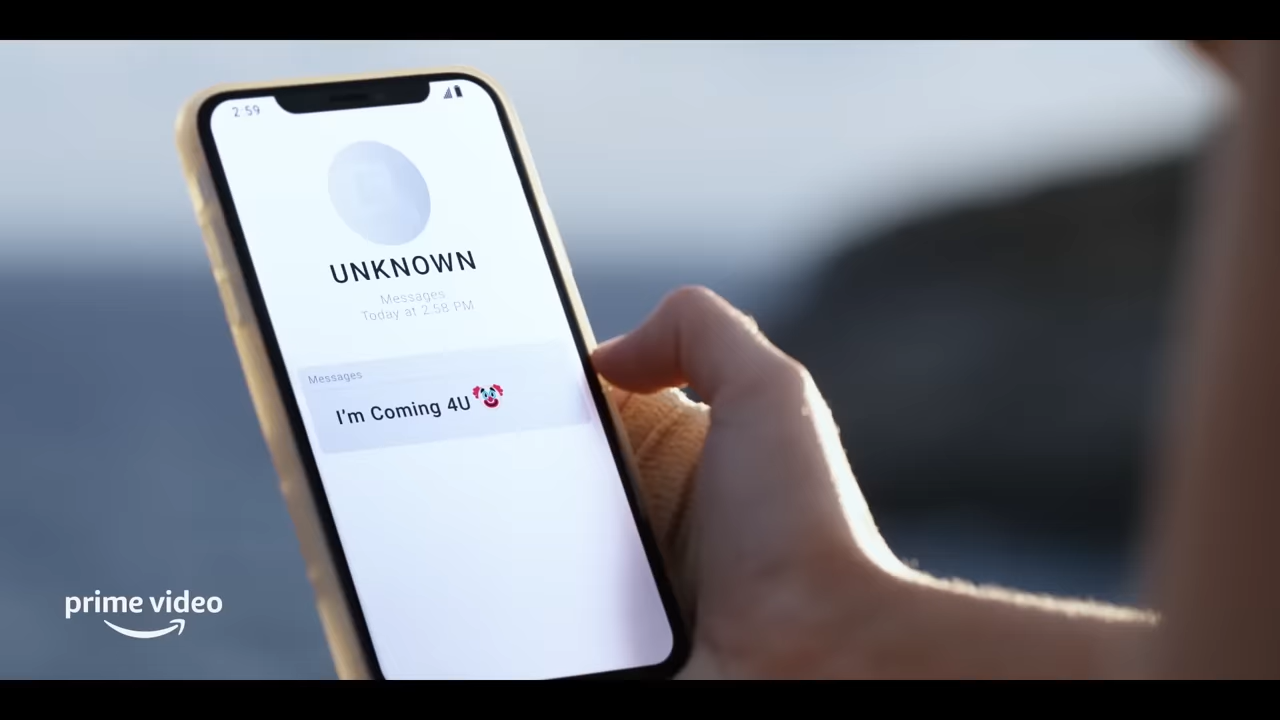 2:59
UNKNOWN
Messages
Today at 2.58 PM
Messages
I'm Coming 4U🤡
prime video